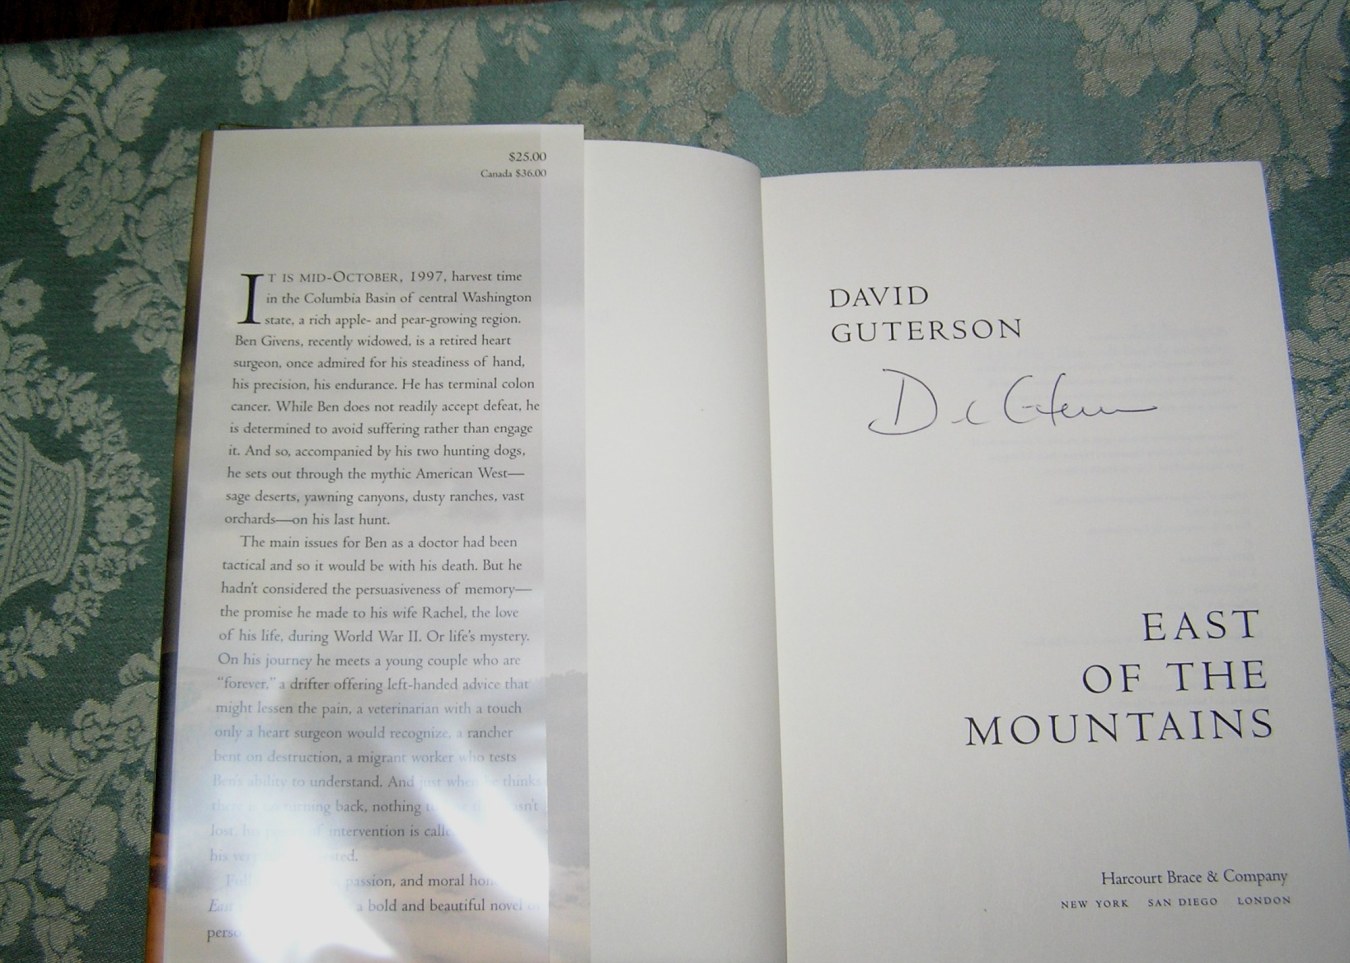 $25.00
Canada $36.00
IT IS MID-OCTOBER, 1997, harvest time
in the Columbia Basin of central Washington
state, a rich apple- and pear-growing region.
Ben Givens, recently widowed, is a retired heart
surgeon, once admired for his steadiness of hand,
his precision, his endurance. He has terminal colon
cancer. While Ben does not readily accept defeat, he
is determined to avoid suffering rather than engage
it. And so, accompanied by his two hunting dogs,
he sets out through the mythic American West—
sage deserts, yawning canyons, dusty ranches, vast
orchards—on his last hunt.
The main issues for Ben as a doctor had been
tactical and so it would be with his death. But he
hadn't considered the persuasiveness of memory—
the promise he made to his wife Rachel, the love
of his life, during World War II. Or life's mystery.
On his journey he meets a young couple who are
"forever," a drifter offering left-handed advice that
might lessen the pain, a veterinarian with a touch
only a heart surgeon would recognize, a rancher
bent on destruction, a migrant worker who tests
Ben's ability to understand. And just when he thinks
turning back, nothing
lost, his intervention is
his
passion, and moral
a bold and beautiful novel
DAVID
GUTERSON
EAST
OF THE
MOUNTAINS
Harcourt Brace & Company
NEW YORK SAN DIEGO LONDON